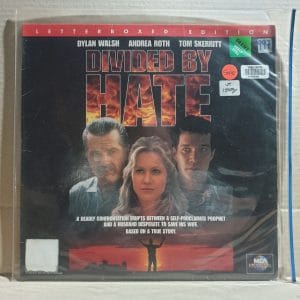 LETTERBOXED EDITION
DYLAN WALSH ANDREA ROTH TOM SKERRITT
DIVIDED BY
HATE
A DEADLY CONFRONTATION ERUPTS BETWEEN A SELF-PROCLAIMED PROPHET
AND A HUSBAND DESPERATE TO SAVE HIS WIFE.
BASED ON A TRUE STORY.
MCA